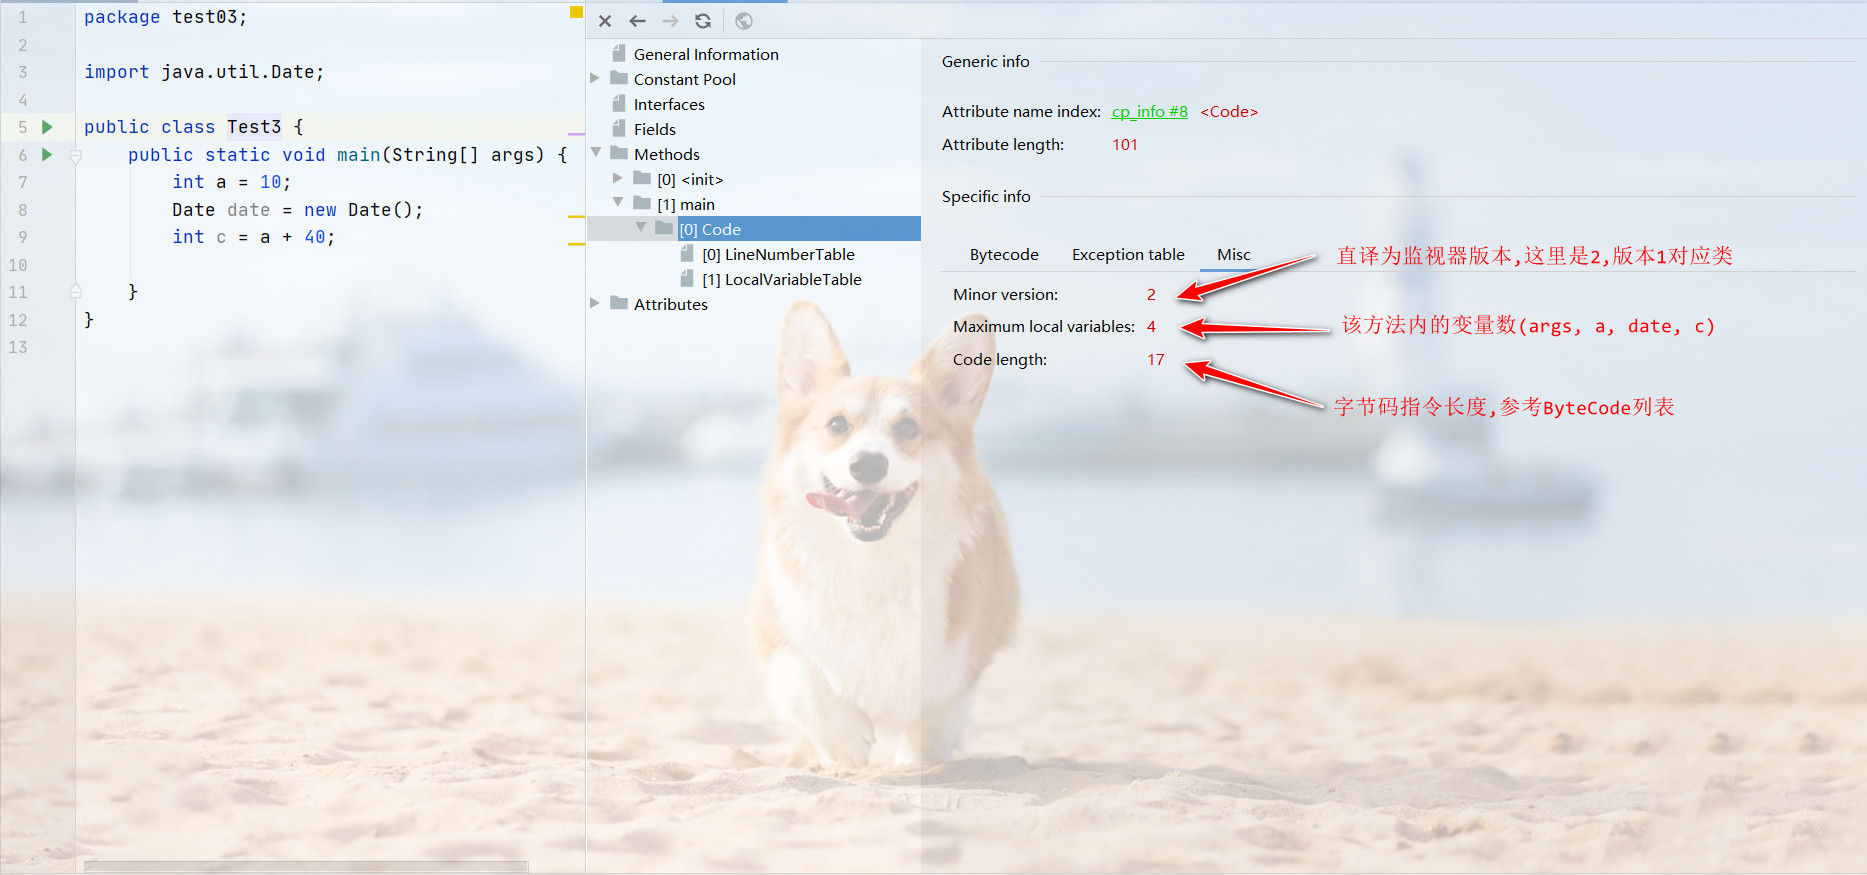 1 package test03;
2
3 import java.util.Date;
4
5 public class Test3 {
6 public static void main(String[] args) {
7 int a = 10;
8 Date date = new Date();
9 int c = a + 40;
10
11 }
12 }
13
General Information
Constant Pool
Interfaces
Fields
Methods
[0] <init>
[1] main
[0] Code
[0] LineNumberTable
[1] LocalVariableTable
Attributes
Generic info
Attribute name index: cp_info #8 <Code>
Attribute length: 101
Specific info
Bytecode Exception table Misc
直译为监视器版本,这里是2,版本1对应类
Minor version: 2
Maximum local variables: 4
该方法内的变量数(args, a, date, c)
Code length: 17
字节码指令长度,参考ByteCode列表